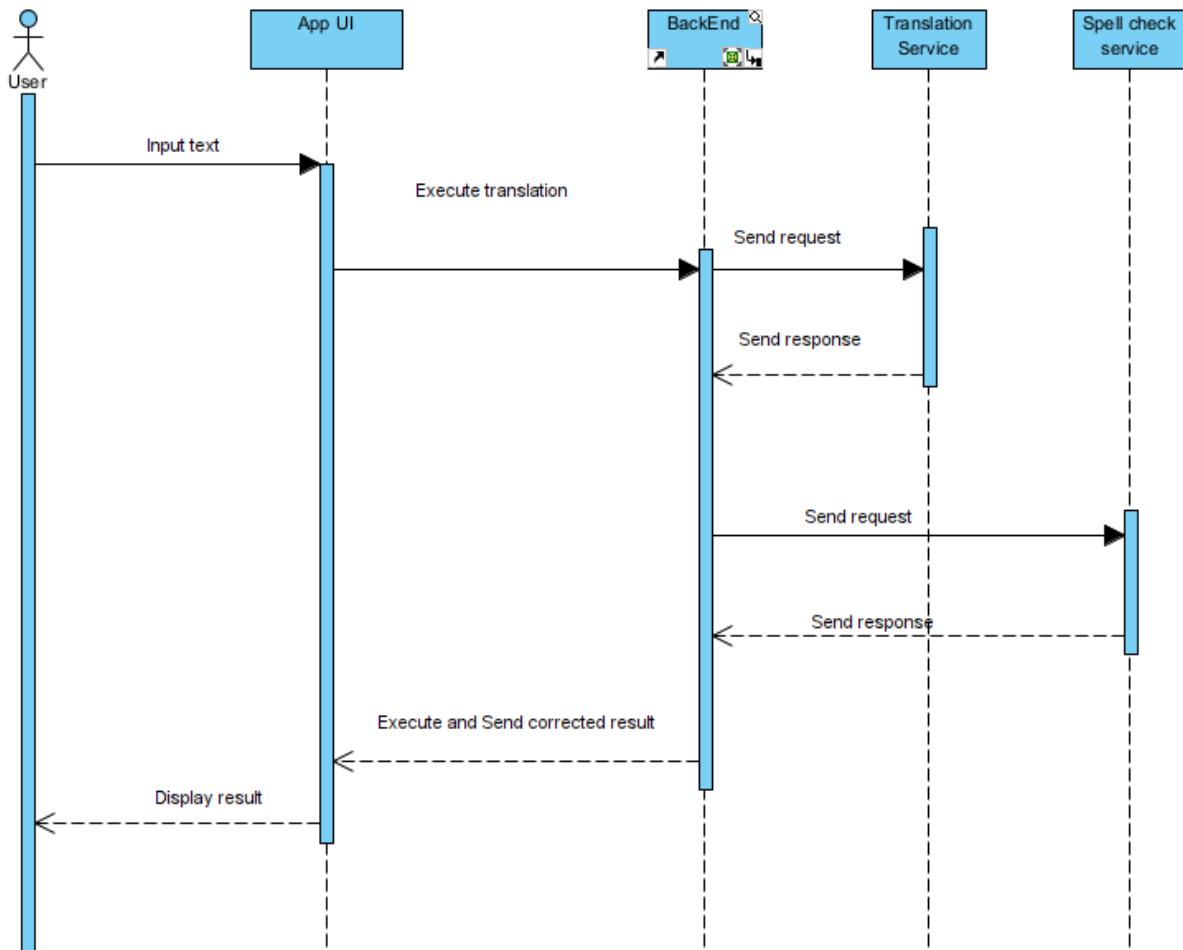 User
App UI
BackEnd
Translation
Service
Spell check
service
Input text
Execute translation
Send request
Send response
Send request
Send response
Execute and Send corrected result
Display result